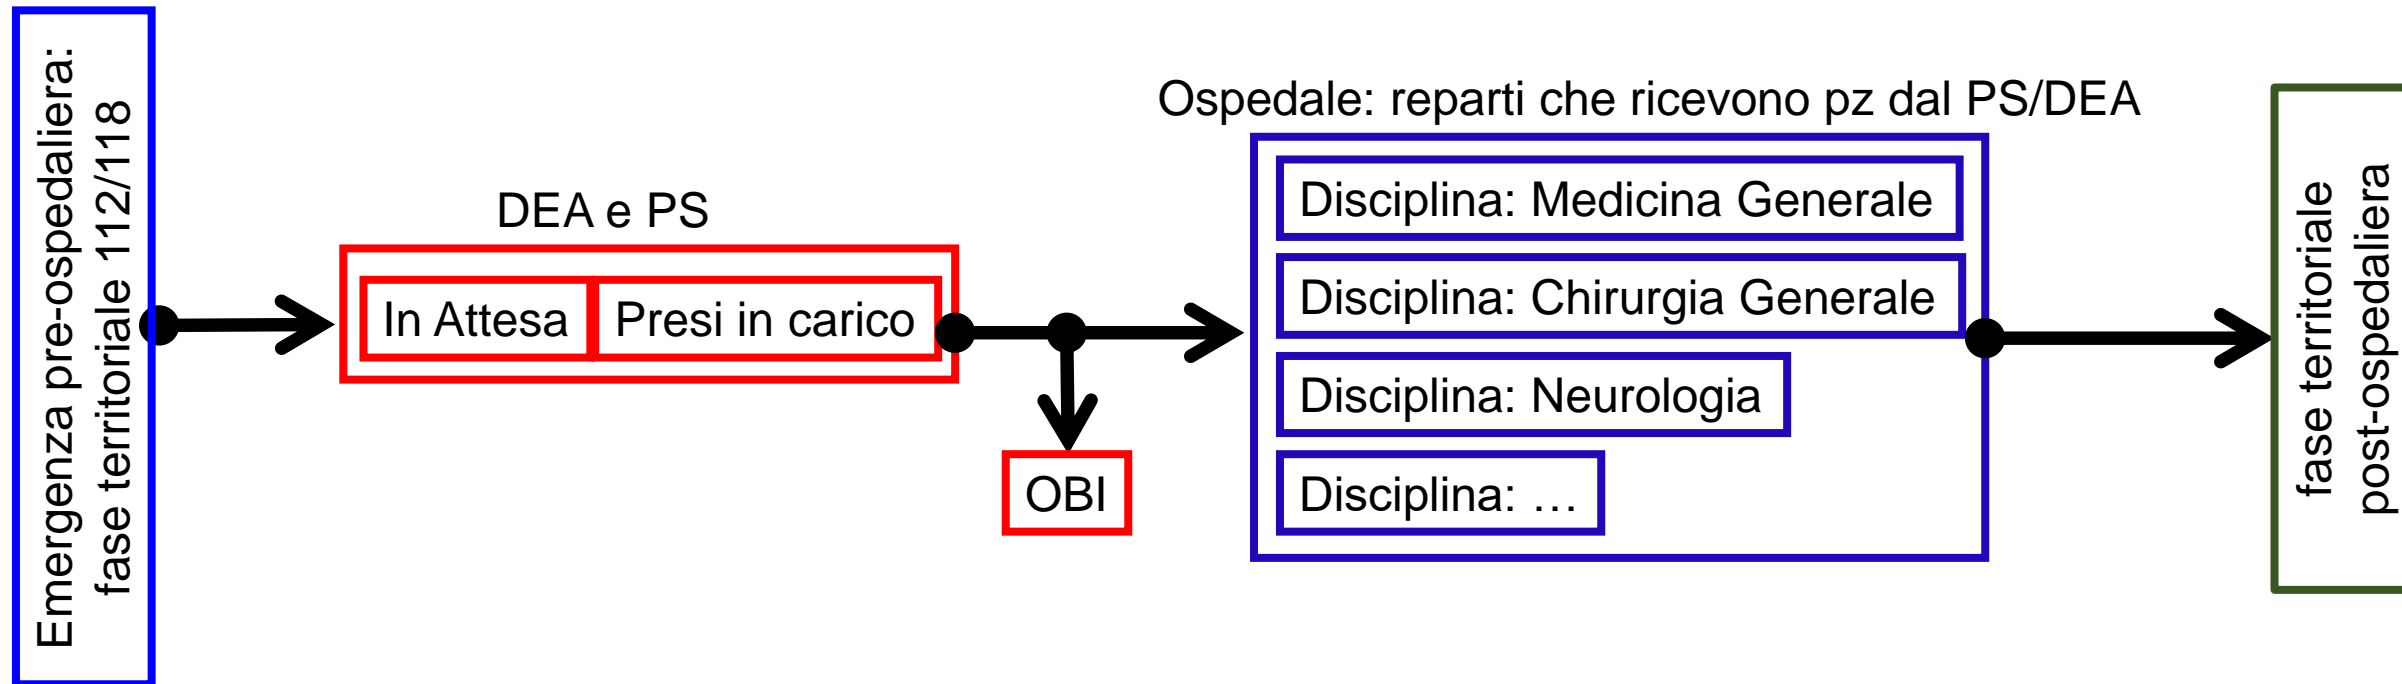 Emergenza pre-ospedaliera:
fase territoriale 112/118
DEA e PS
In Attesa
Presi in carico
OBI
Ospedale: reparti che ricevono pz dal PS/DEA
Disciplina: Medicina Generale
Disciplina: Chirurgia Generale
Disciplina: Neurologia
Disciplina: …
fase territoriale
post-ospedaliera